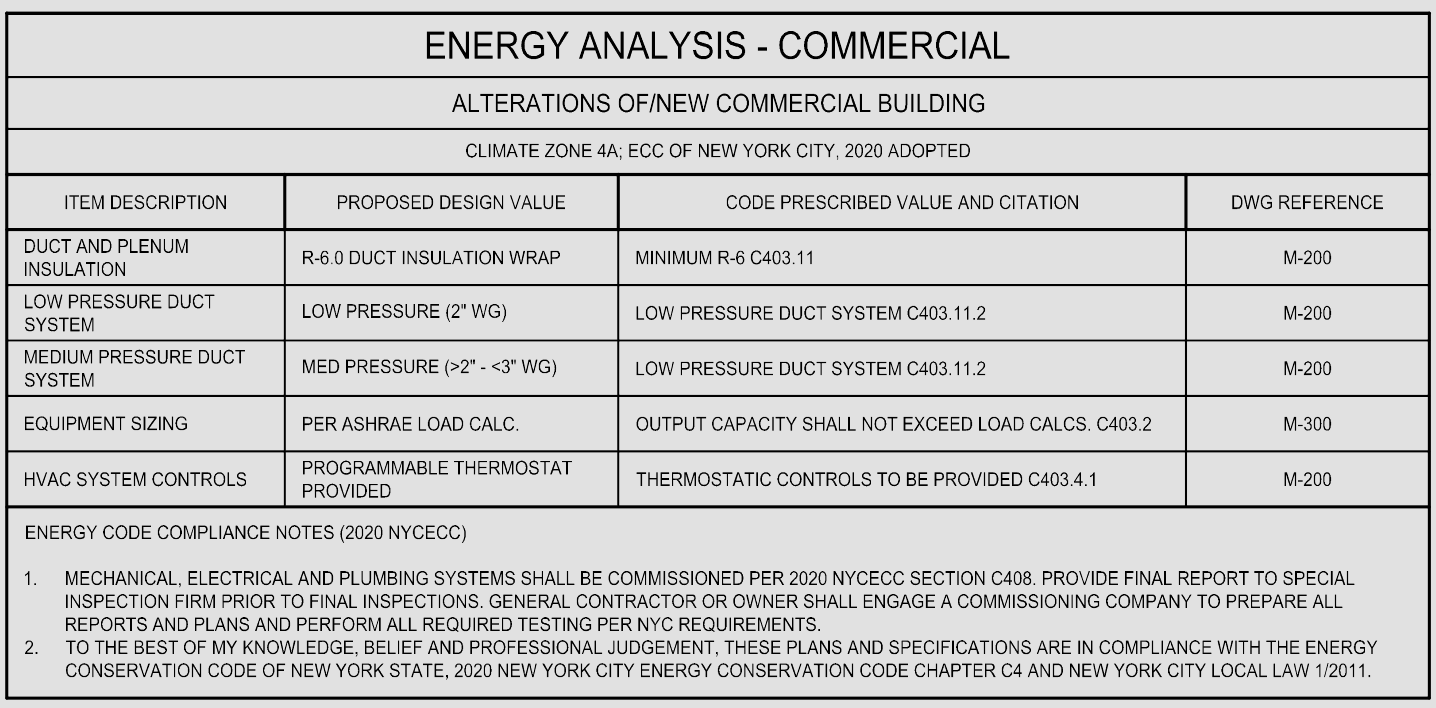 ENERGY ANALYSIS - COMMERCIAL
ALTERATIONS OF/NEW COMMERCIAL BUILDING
CLIMATE ZONE 4A; ECC OF NEW YORK CITY, 2020 ADOPTED
ITEM DESCRIPTION PROPOSED DESIGN VALUE CODE PRESCRIBED VALUE AND CITATION DWG REFERENCE
DUCT AND PLENUM
INSULATION
R-6.0 DUCT INSULATION WRAP
MINIMUM R-6 C403.11
M-200
LOW PRESSURE DUCT
SYSTEM
LOW PRESSURE (2" WG)
LOW PRESSURE DUCT SYSTEM C403.11.2
M-200
MEDIUM PRESSURE DUCT
SYSTEM
MED PRESSURE (>2" - <3" WG)
LOW PRESSURE DUCT SYSTEM C403.11.2
M-200
EQUIPMENT SIZING
PER ASHRAE LOAD CALC.
OUTPUT CAPACITY SHALL NOT EXCEED LOAD CALCS. C403.2
M-300
HVAC SYSTEM CONTROLS
PROGRAMMABLE THERMOSTAT
PROVIDED
THERMOSTATIC CONTROLS TO BE PROVIDED C403.4.1
M-200
ENERGY CODE COMPLIANCE NOTES (2020 NYCECC)
1. MECHANICAL, ELECTRICAL AND PLUMBING SYSTEMS SHALL BE COMMISSIONED PER 2020 NYCECC SECTION C408. PROVIDE FINAL REPORT TO SPECIAL
INSPECTION FIRM PRIOR TO FINAL INSPECTIONS. GENERAL CONTRACTOR OR OWNER SHALL ENGAGE A COMMISSIONING COMPANY TO PREPARE ALL
REPORTS AND PLANS AND PERFORM ALL REQUIRED TESTING PER NYC REQUIREMENTS.
2. TO THE BEST OF MY KNOWLEDGE, BELIEF AND PROFESSIONAL JUDGEMENT, THESE PLANS AND SPECIFICATIONS ARE IN COMPLIANCE WITH THE ENERGY
CONSERVATION CODE OF NEW YORK STATE, 2020 NEW YORK CITY ENERGY CONSERVATION CODE CHAPTER C4 AND NEW YORK CITY LOCAL LAW 1/2011.